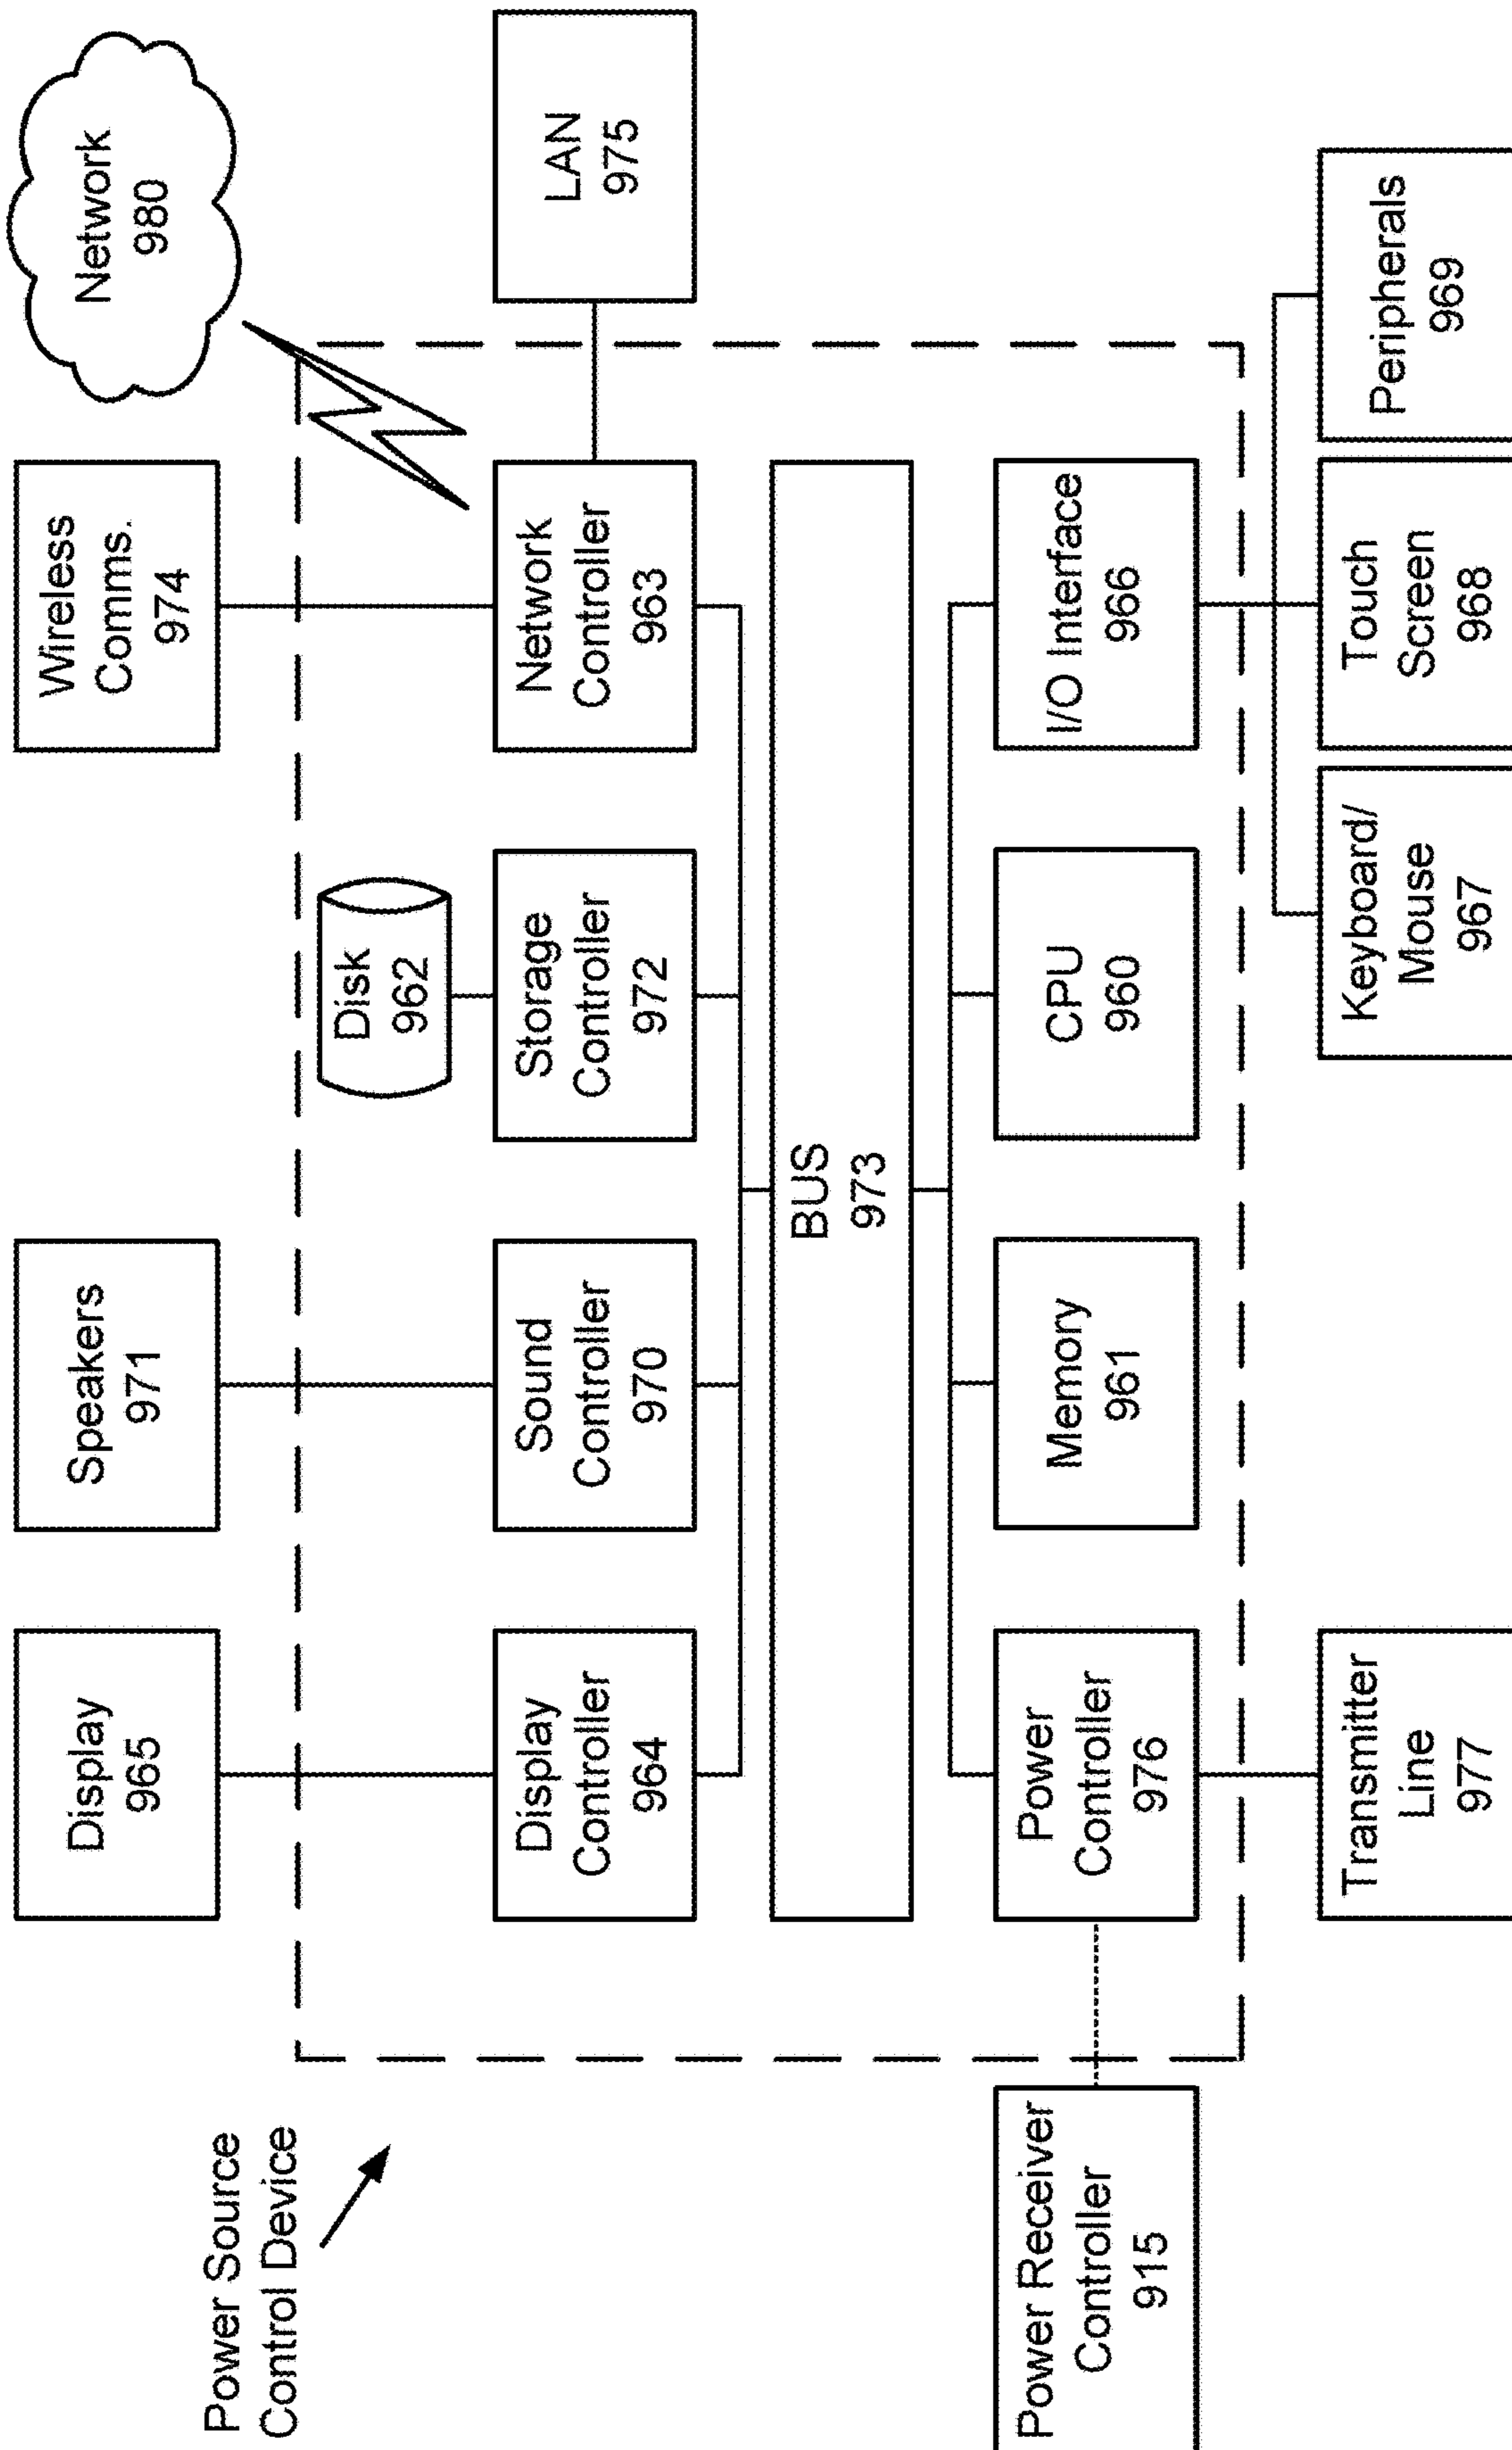 Power Source
Control Device
Display
965
Speakers
971
Wireless
Comms.
974
Network
980
Disk
962
Display
Controller
964
Sound
Controller
970
Storage
Controller
972
Network
Controller
963
LAN
975
BUS
973
Power Receiver
Controller
915
Power
Controller
976
Memory
961
CPU
960
I/O Interface
966
Transmitter
Line
977
Keyboard/
Mouse
967
Touch
Screen
968
Peripherals
969